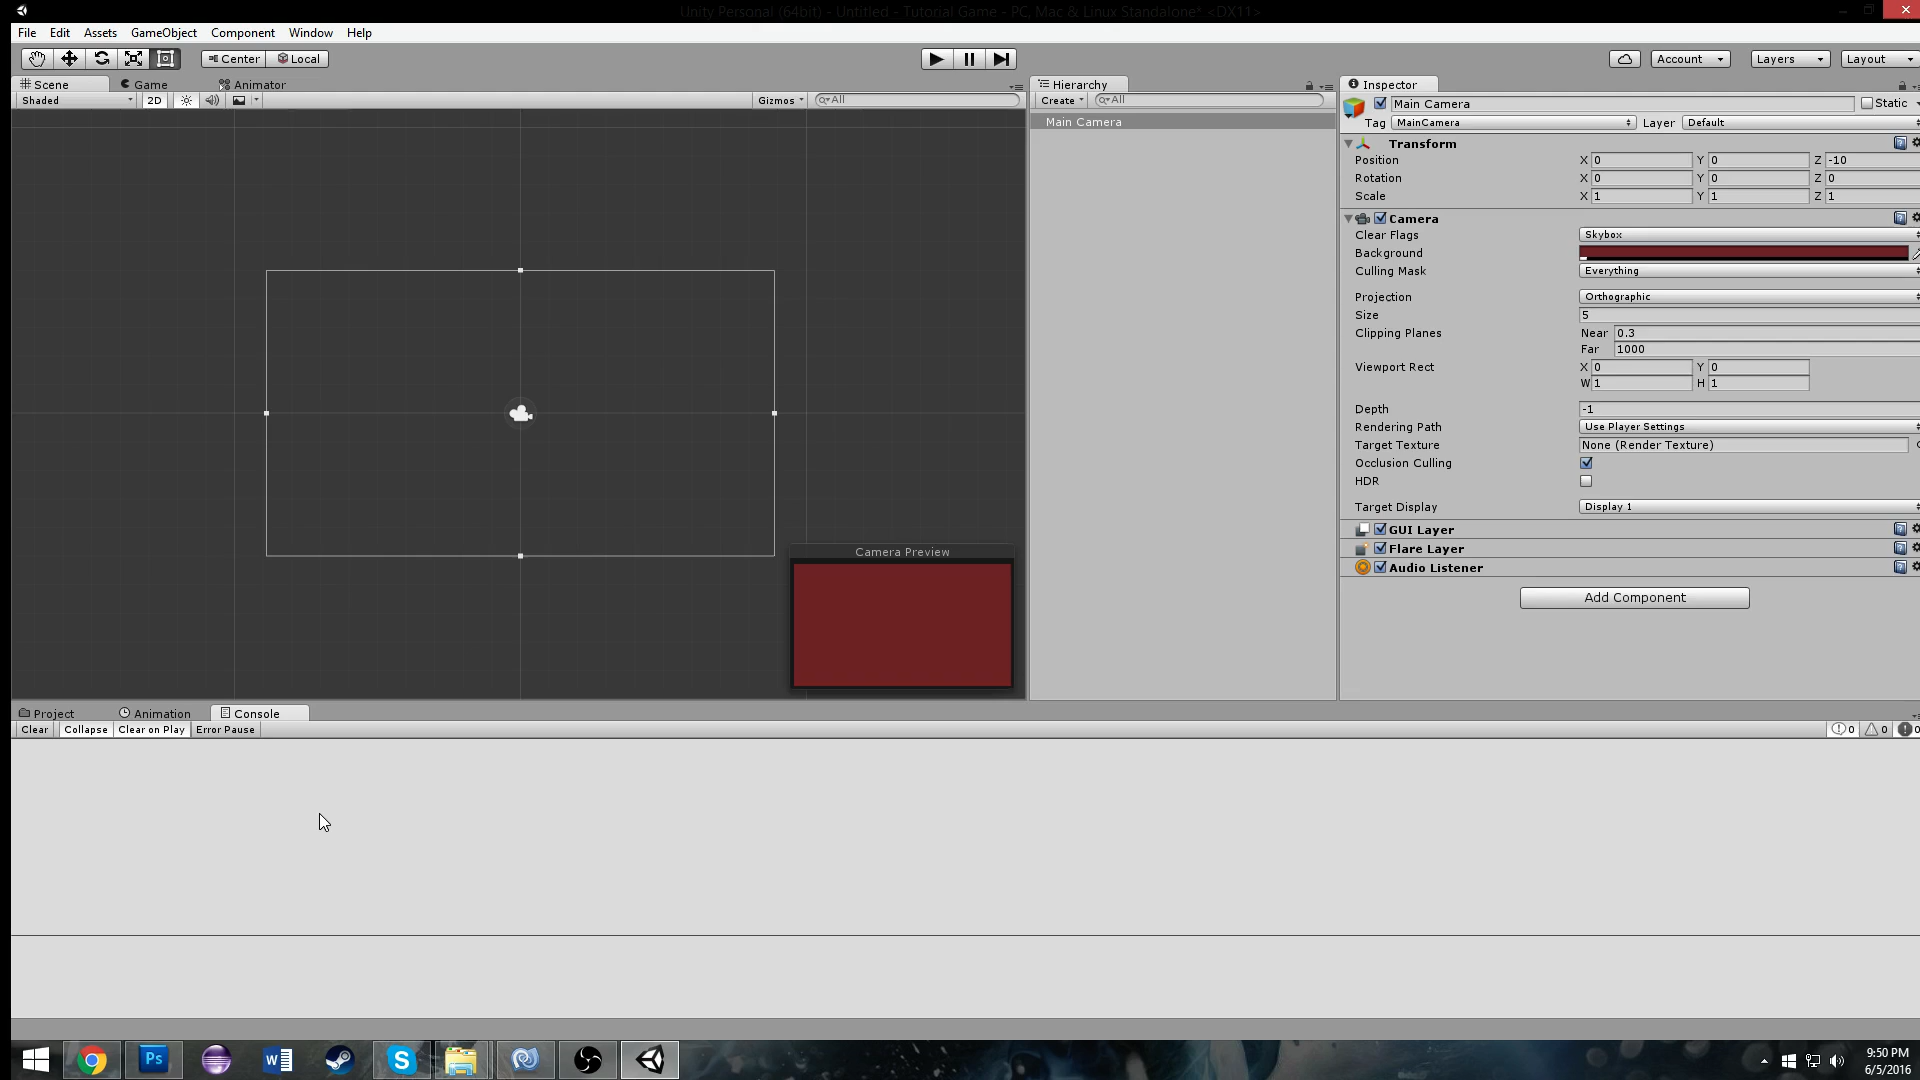 Unity Personal (64bit) - Untitled - Tutorial Game - PC, Mac & Linux Standalone* <DX11>
File Edit Assets GameObject Component Window Help
Center Local Account Layers Layout
Scene Game Animator Hierarchy Inspector
Shaded 2D Gizmos All Create All Main Camera Static
Main Camera
Tag MainCamera Layer Default
Transform
Position X 0 Y 0 Z -10
Rotation X 0 Y 0 Z 0
Scale X 1 Y 1 Z 1
Camera
Clear Flags Skybox
Background
Culling Mask Everything
Projection Orthographic
Size 5
Clipping Planes Near 0.3
Far 1000
Viewport Rect X 0 Y 0
W 1 H 1
Depth -1
Rendering Path Use Player Settings
Target Texture None (Render Texture)
Occlusion Culling
HDR
Target Display Display 1
GUI Layer
Flare Layer
Audio Listener
Add Component
Camera Preview
Project Animation Console
Clear Collapse Clear on Play Error Pause 0 0 0
Ps
W
S
9:50 PM
6/5/2016